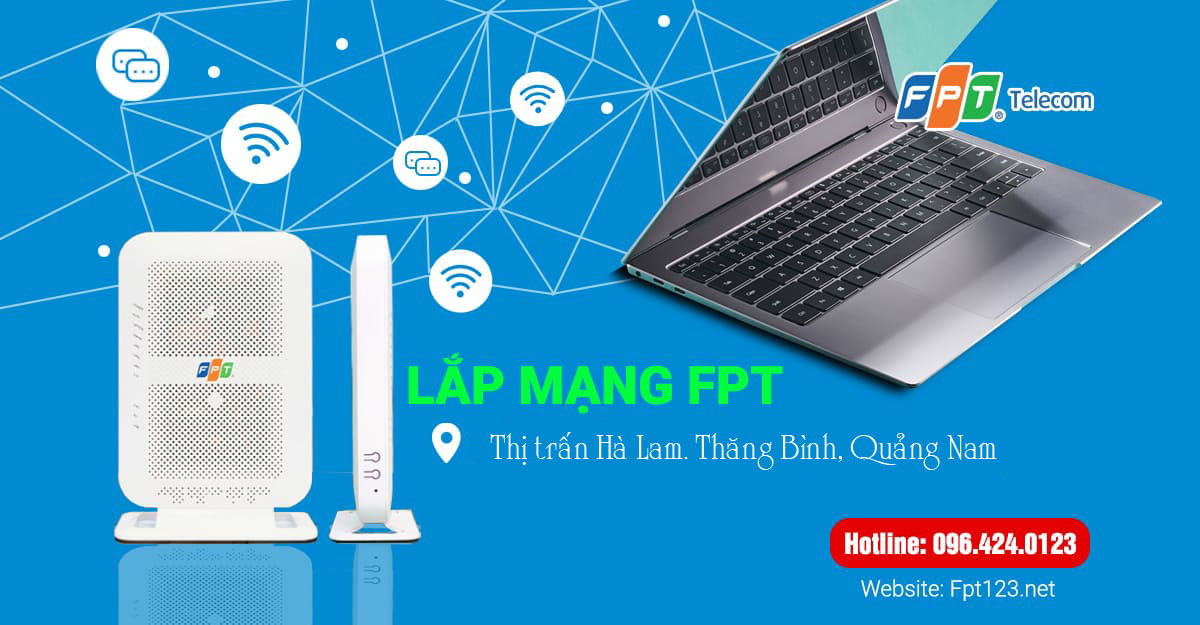 FPT® Telecom
FPT
LẮP MẠNG FPT
Thị trấn Hà Lam. Thăng Bình, Quảng Nam
Hotline: 096.424.0123
Website: Fpt123.net